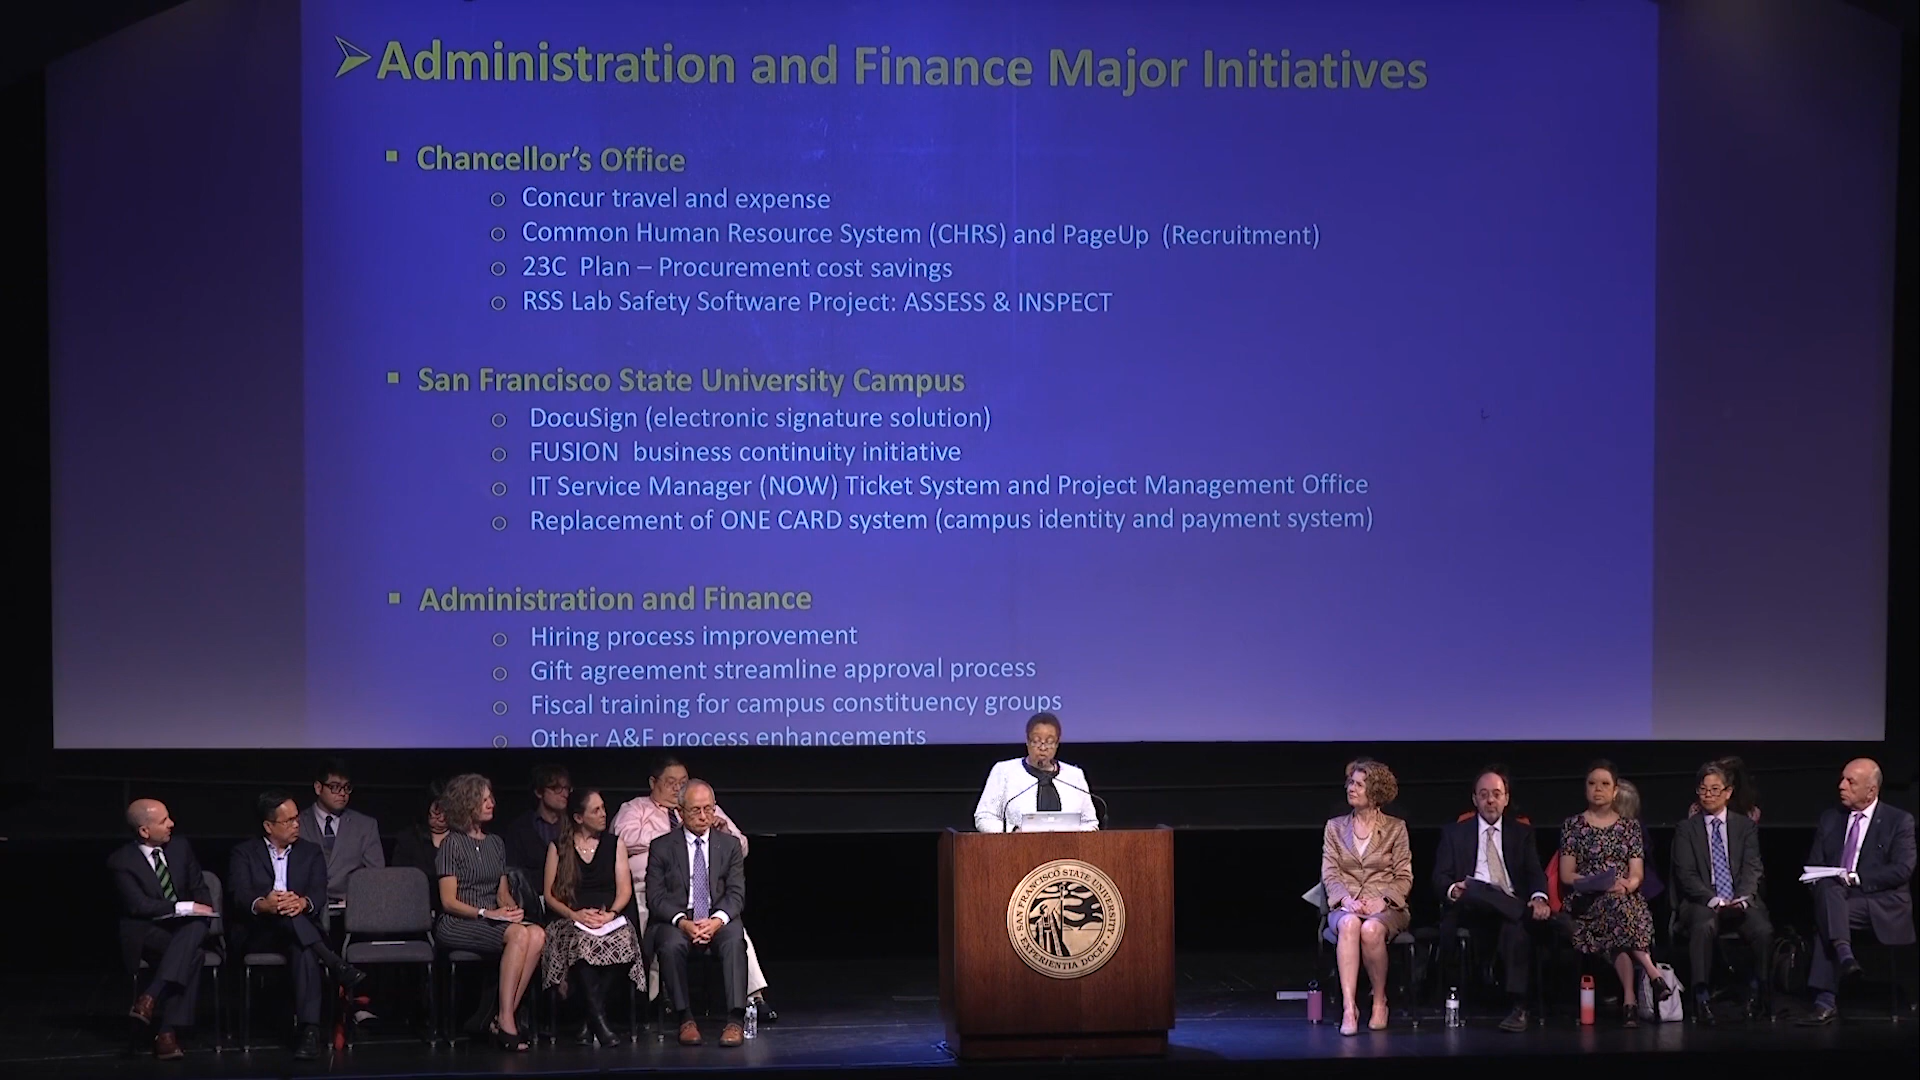 ➢Administration and Finance Major Initiatives
▪ Chancellor's Office
o Concur travel and expense
o Common Human Resource System (CHRS) and PageUp (Recruitment)
o 23C Plan – Procurement cost savings
o RSS Lab Safety Software Project: ASSESS & INSPECT
▪ San Francisco State University Campus
o DocuSign (electronic signature solution)
o FUSION business continuity initiative
o IT Service Manager (NOW) Ticket System and Project Management Office
o Replacement of ONE CARD system (campus identity and payment system)
▪ Administration and Finance
o Hiring process improvement
o Gift agreement streamline approval process
o Fiscal training for campus constituency groups
o Other A&F process enhancements
SAN FRANCISCO STATE UNIVERSITY
EXPERIENTIA DOCET